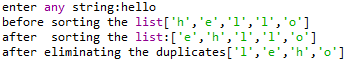 enter any string:hello
before sorting the list['h','e','l','l','o']
after  sorting the list:['e','h','l','l','o']
after eliminating the duplicates['l','e','h','o']